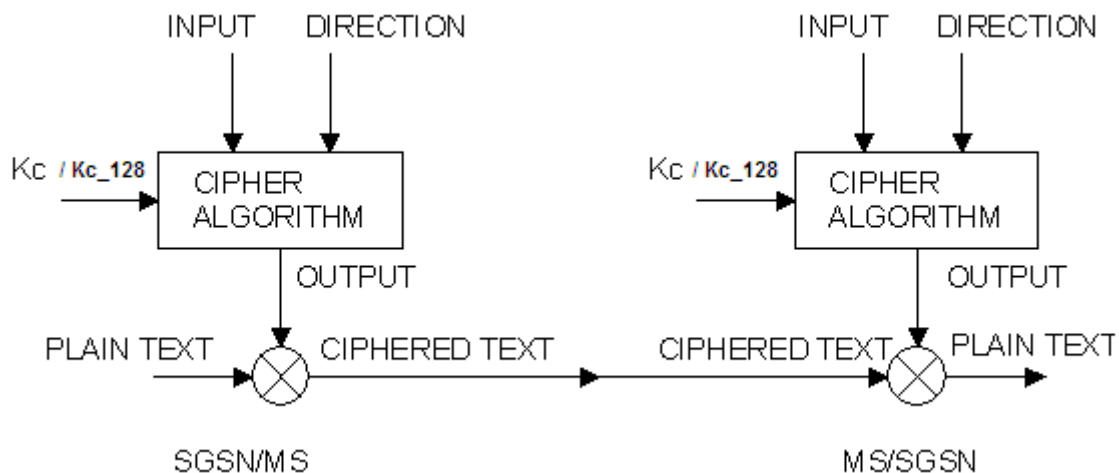 INPUT DIRECTION
INPUT DIRECTION
Kc / Kc_128
CIPHER
ALGORITHM
Kc / Kc_128
CIPHER
ALGORITHM
OUTPUT
OUTPUT
PLAIN TEXT
CIPHERED TEXT
CIPHERED TEXT
PLAIN TEXT
SGSN/MS
MS/SGSN